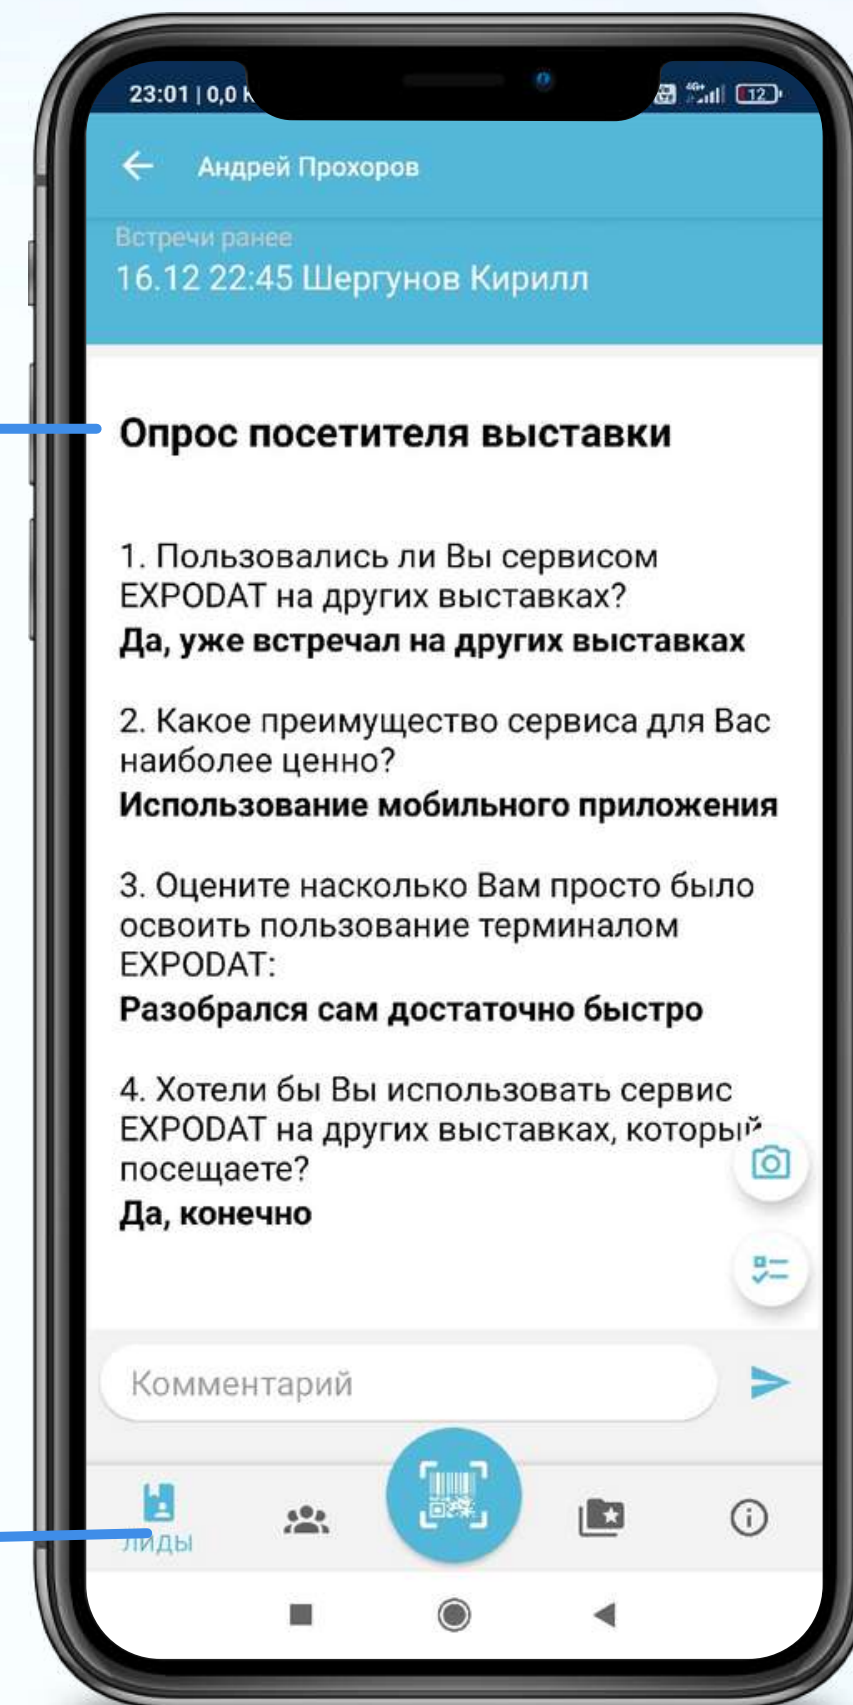 23:01 | 0,0
12
Андрей Прохоров
Встречи ранее
16.12 22:45 Шергунов Кирилл
Опрос посетителя выставки
1. Пользовались ли Вы сервисом
EXPODAT на других выставках?
Да, уже встречал на других выставках
2. Какое преимущество сервиса для Вас
наиболее ценно?
Использование мобильного приложения
3. Оцените насколько Вам просто было
освоить пользование терминалом
EXPODAT:
Разобрался сам достаточно быстро
4. Хотели бы Вы использовать сервис
EXPODAT на других выставках, который
посещаете?
Да, конечно
Комментарий
ЛИДЫ